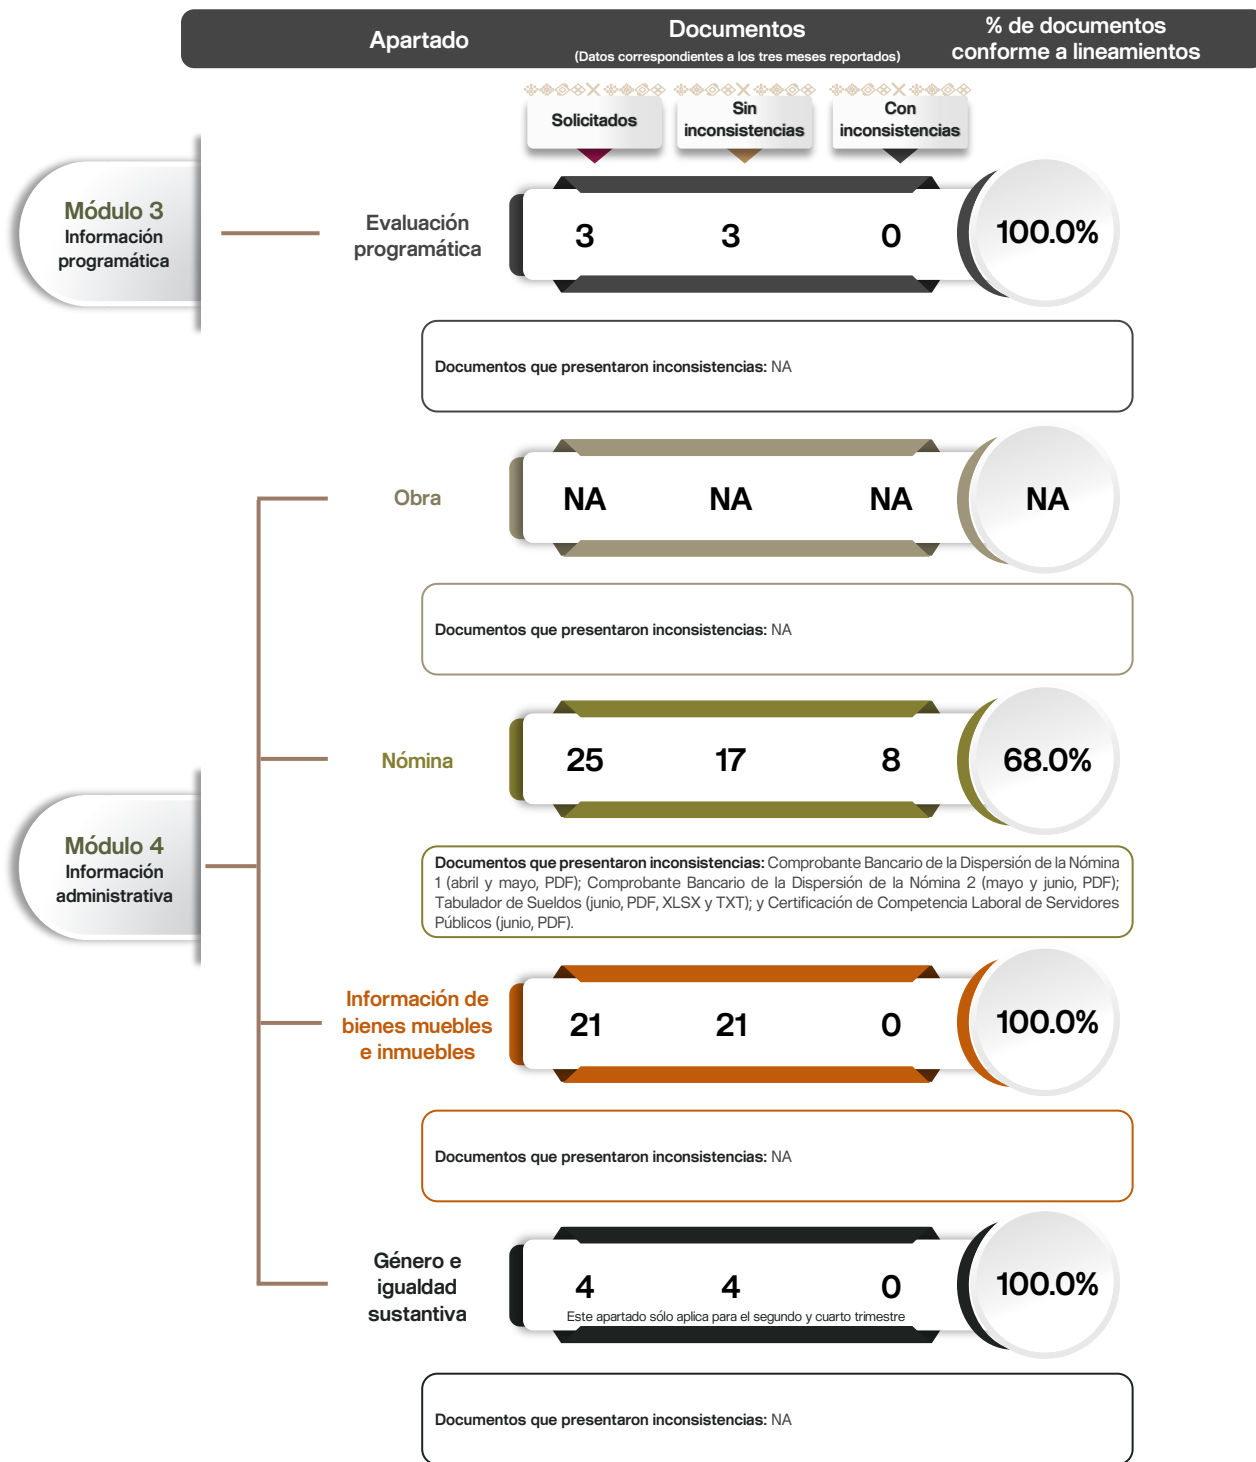 Apartado
Documentos
(Datos correspondientes a los tres meses reportados)
% de documentos
conforme a lineamientos
Solicitados
Sin
inconsistencias
Con
inconsistencias
Módulo 3
Información
programática
Evaluación
programática
3 3 0 100.0%
Documentos que presentaron inconsistencias: NA
Obra
NA NA NA NA
Documentos que presentaron inconsistencias: NA
Nómina
25 17 8 68.0%
Módulo 4
Información
administrativa
Documentos que presentaron inconsistencias: Comprobante Bancario de la Dispersión de la Nómina
1 (abril y mayo, PDF); Comprobante Bancario de la Dispersión de la Nómina 2 (mayo y junio, PDF);
Tabulador de Sueldos (junio, PDF, XLSX y TXT); y Certificación de Competencia Laboral de Servidores
Públicos (junio, PDF).
Información de
bienes muebles
e inmuebles
21 21 0 100.0%
Documentos que presentaron inconsistencias: NA
Género e
igualdad
sustantiva
4 4 0 100.0%
Este apartado sólo aplica para el segundo y cuarto trimestre
Documentos que presentaron inconsistencias: NA